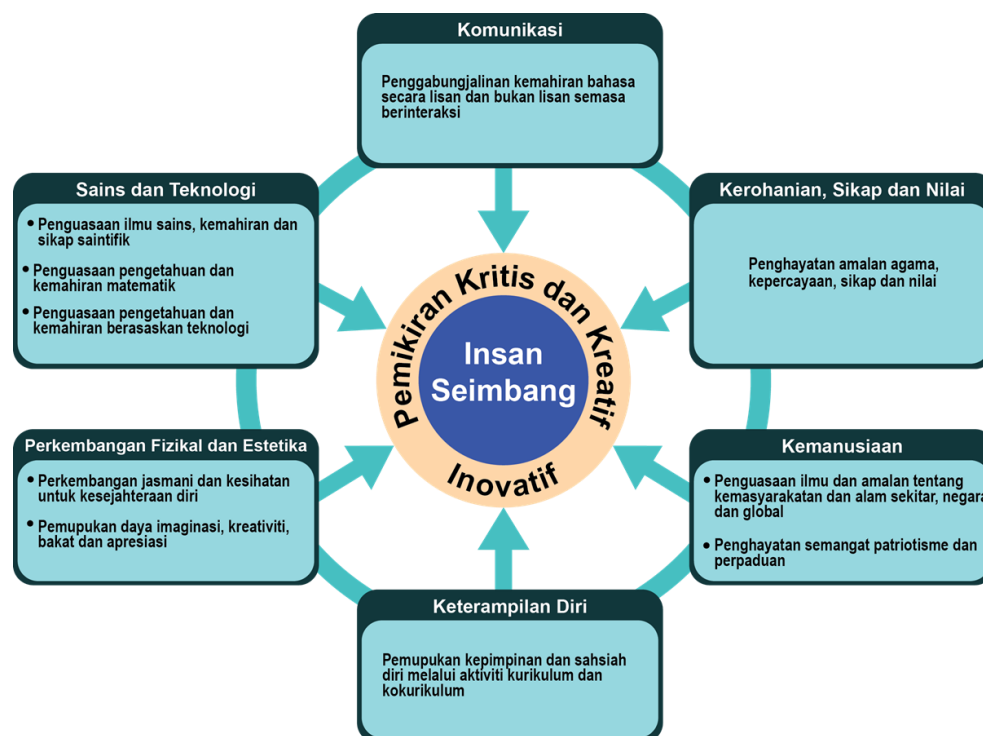 Komunikasi
Penggabungjalinan kemahiran bahasa
secara lisan dan bukan lisan semasa
berinteraksi
Sains dan Teknologi
• Penguasaan ilmu sains, kemahiran dan
sikap saintifik
• Penguasaan pengetahuan dan
kemahiran matematik
• Penguasaan pengetahuan dan
kemahiran berasaskan teknologi
Kerohanian, Sikap dan Nilai
Penghayatan amalan agama,
kepercayaan, sikap dan nilai
Pemikiran Kritis dan Kreatif
Insan
Seimbang
Inovatif
Perkembangan Fizikal dan Estetika
• Perkembangan jasmani dan kesihatan
untuk kesejahteraan diri
• Pemupukan daya imaginasi, kreativiti,
bakat dan apresiasi
Kemanusiaan
• Penguasaan ilmu dan amalan tentang
kemasyarakatan dan alam sekitar, negara
dan global
• Penghayatan semangat patriotisme dan
perpaduan
Keterampilan Diri
Pemupukan kepimpinan dan sahsiah
diri melalui aktiviti kurikulum dan
kokurikulum